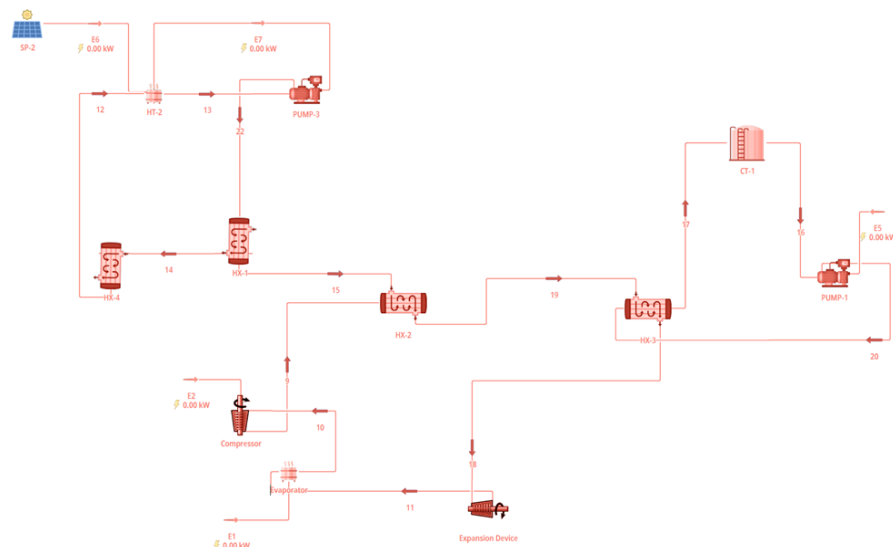 SP-2
E6
0.00 kW
E7
0.00 kW
12
HT-2
13
PUMP-3
22
CT-1
17
16
E5
0.00 kW
PUMP-1
HX-4
14
HX-1
15
HX-2
19
HX-3
20
9
E2
0.00 kW
Compressor
10
Evaporator
11
18
E1
0.00 kW
Expansion Device